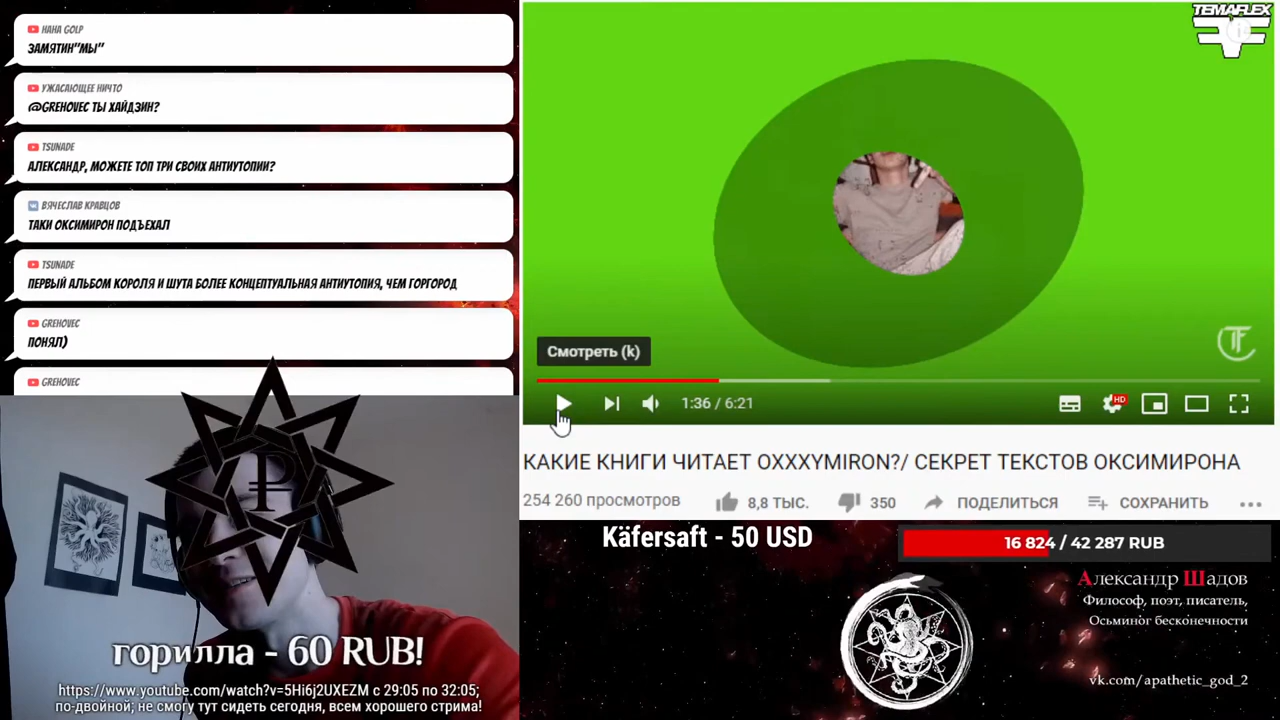 НАНА GOLP
ЗАМЯТИН"МЫ"
УЖАСАЮЩЕЕ НИЧТО
@GREHOVEC ТЫ ХАЙДЗИН?
TSUNADE
АЛЕКСАНДР, МОЖЕТЕ ТОП ТРИ СВОИХ АНТИУТОПИИ?
ВЯЧЕСЛАВ КРАВЦОВ
ТАКИ ОКСИМИРОН ПОДЪЕХАЛ
TSUNADE
ПЕРВЫЙ АЛЬБОМ КОРОЛЯ И ШУТА БОЛЕЕ КОНЦЕПТУАЛЬНАЯ АНТИУТОПИЯ, ЧЕМ ГОРГОРОД
GREHOVEC
ПОНЯЛ)
GREHOVEC
горилла - 60 RUB!
https://www.youtube.com/watch?v=5Hi6j2UXEZM с 29:05 по 32:05;
по-двойной; не смогу тут сидеть сегодня, всем хорошего стрима!
TEMAFLEX
TF
Смотреть (k)
1:36 / 6:21
HD
КАКИЕ КНИГИ ЧИТАЕТ OXXXYMIRON?/ СЕКРЕТ ТЕКСТОВ ОКСИМИРОНА
254 260 просмотров
8,8 ТЫС.
350
ПОДЕЛИТЬСЯ
СОХРАНИТЬ
Käfersaft - 50 USD
16 824 / 42 287 RUB
Александр Шадов
Философ, поэт, писатель,
Осьминог бесконечности
vk.com/apathetic_god_2